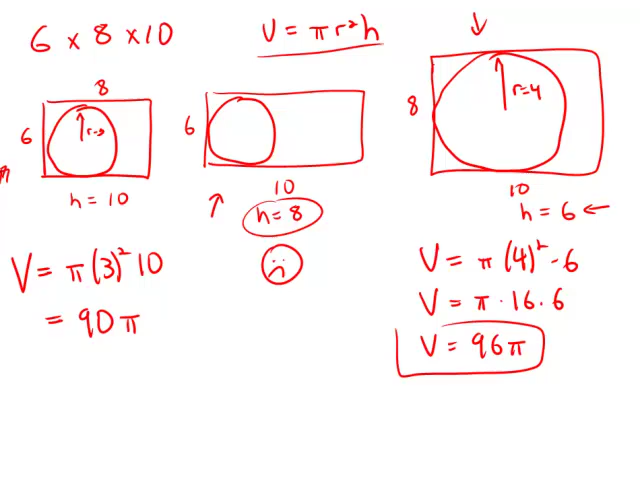 6 × 8 × 10
V = πr²h
8
6
r=3
h = 10
6
10
h = 8
8
r=4
10
h = 6 ←
V = π(3)² 10
= 90π
V = π(4)² · 6
V = π · 16 · 6
V = 96π